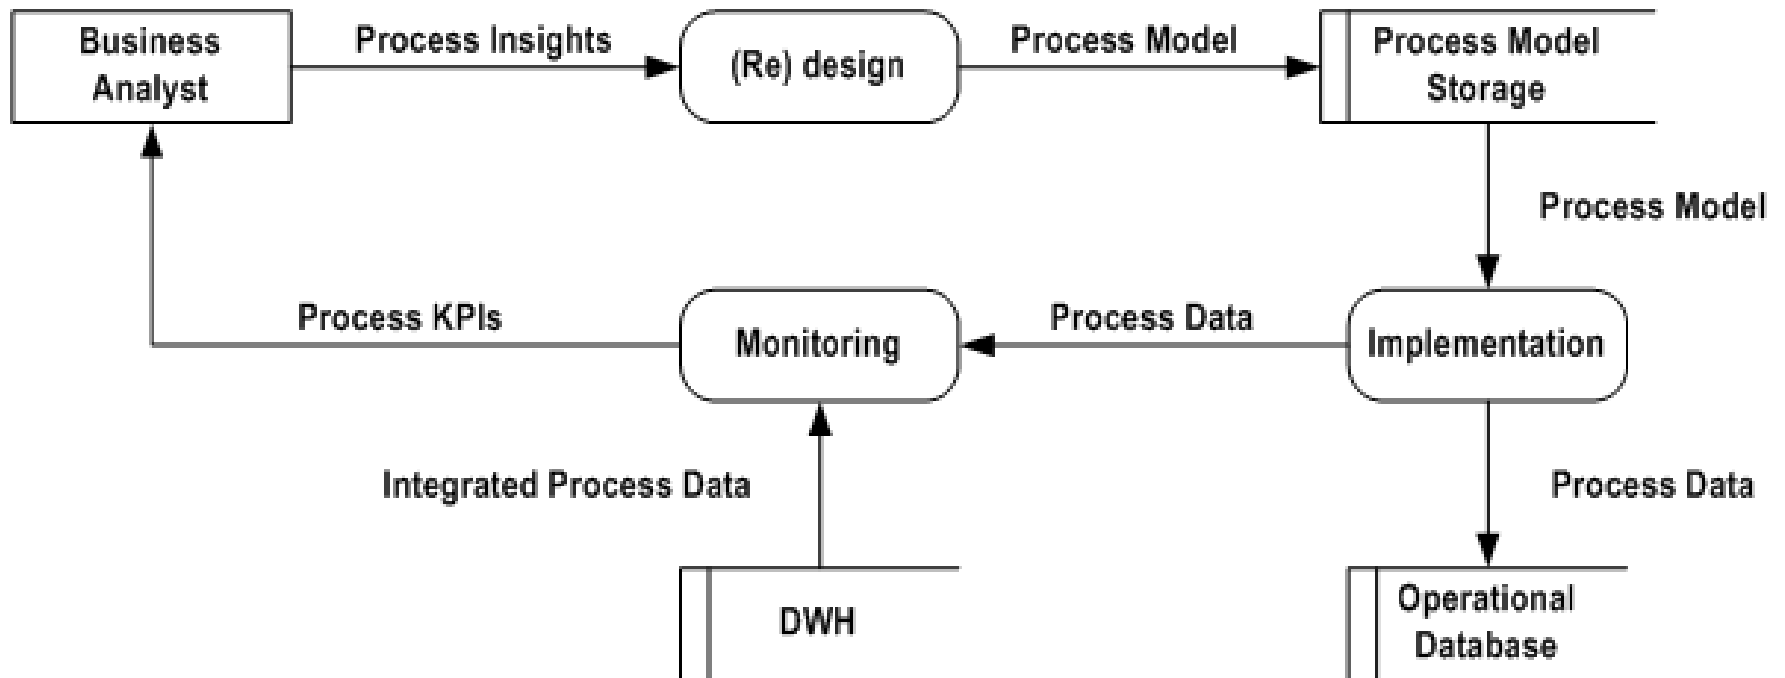 Business
Analyst
Process Insights
(Re) design
Process Model
Process Model
Storage
Process Model
Process KPIs
Monitoring
Process Data
Implementation
Integrated Process Data
Process Data
DWH
Operational
Database